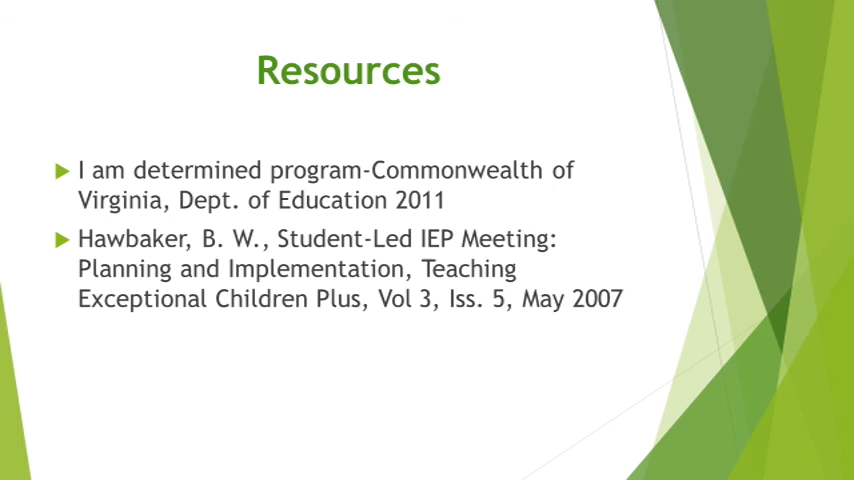 Resources
I am determined program-Commonwealth of
Virginia, Dept. of Education 2011
Hawbaker, B. W., Student-Led IEP Meeting:
Planning and Implementation, Teaching
Exceptional Children Plus, Vol 3, Iss. 5, May 2007